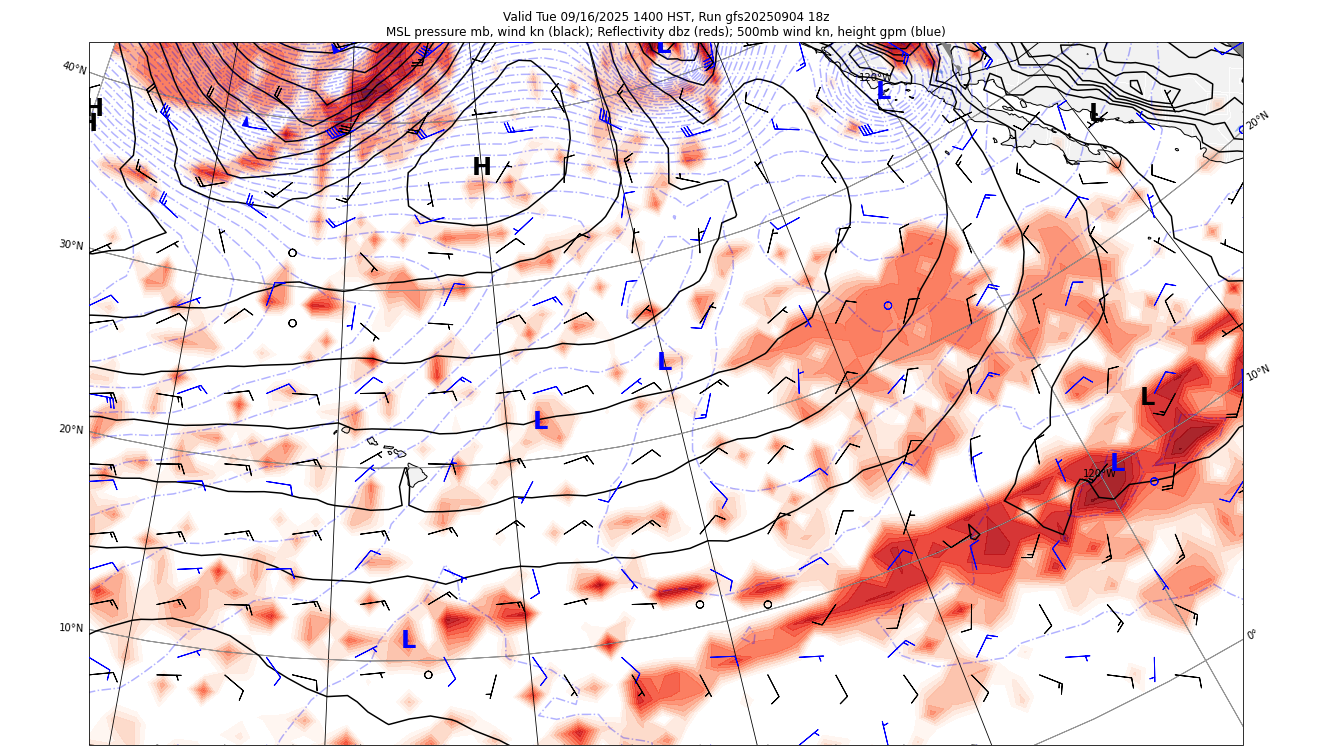 Valid Tue 09/16/2025 1400 HST, Run gfs20250904 18z
MSL pressure mb, wind kn (black); Reflectivity dbz (reds); 500mb wind kn, height gpm (blue)
L
L
40°N
120°W
L
H
H
L
20°N
H
30°N
L
10°N
L
L
20°N
L
120°W
10°N
L
0°